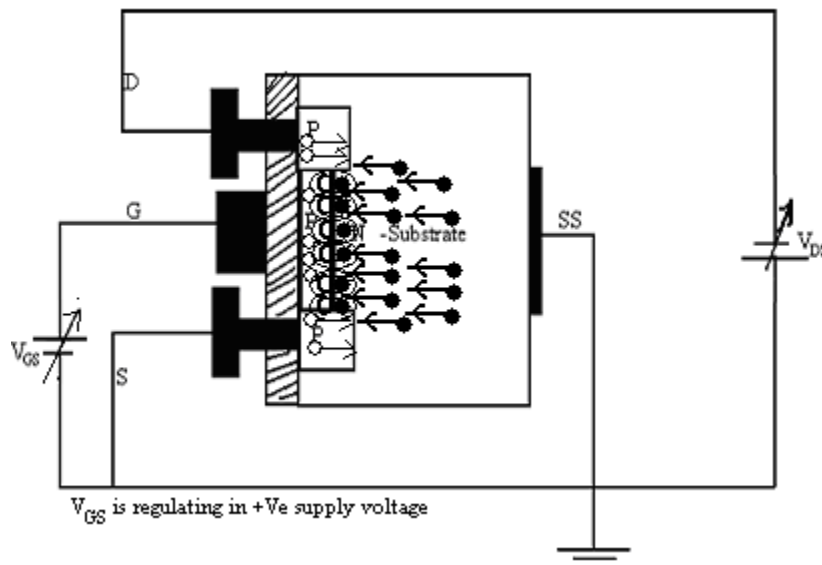 D
P
G
P
N -Substrate
SS
V_DS
V_GS
S
P
V_GS is regulating in +Ve supply voltage